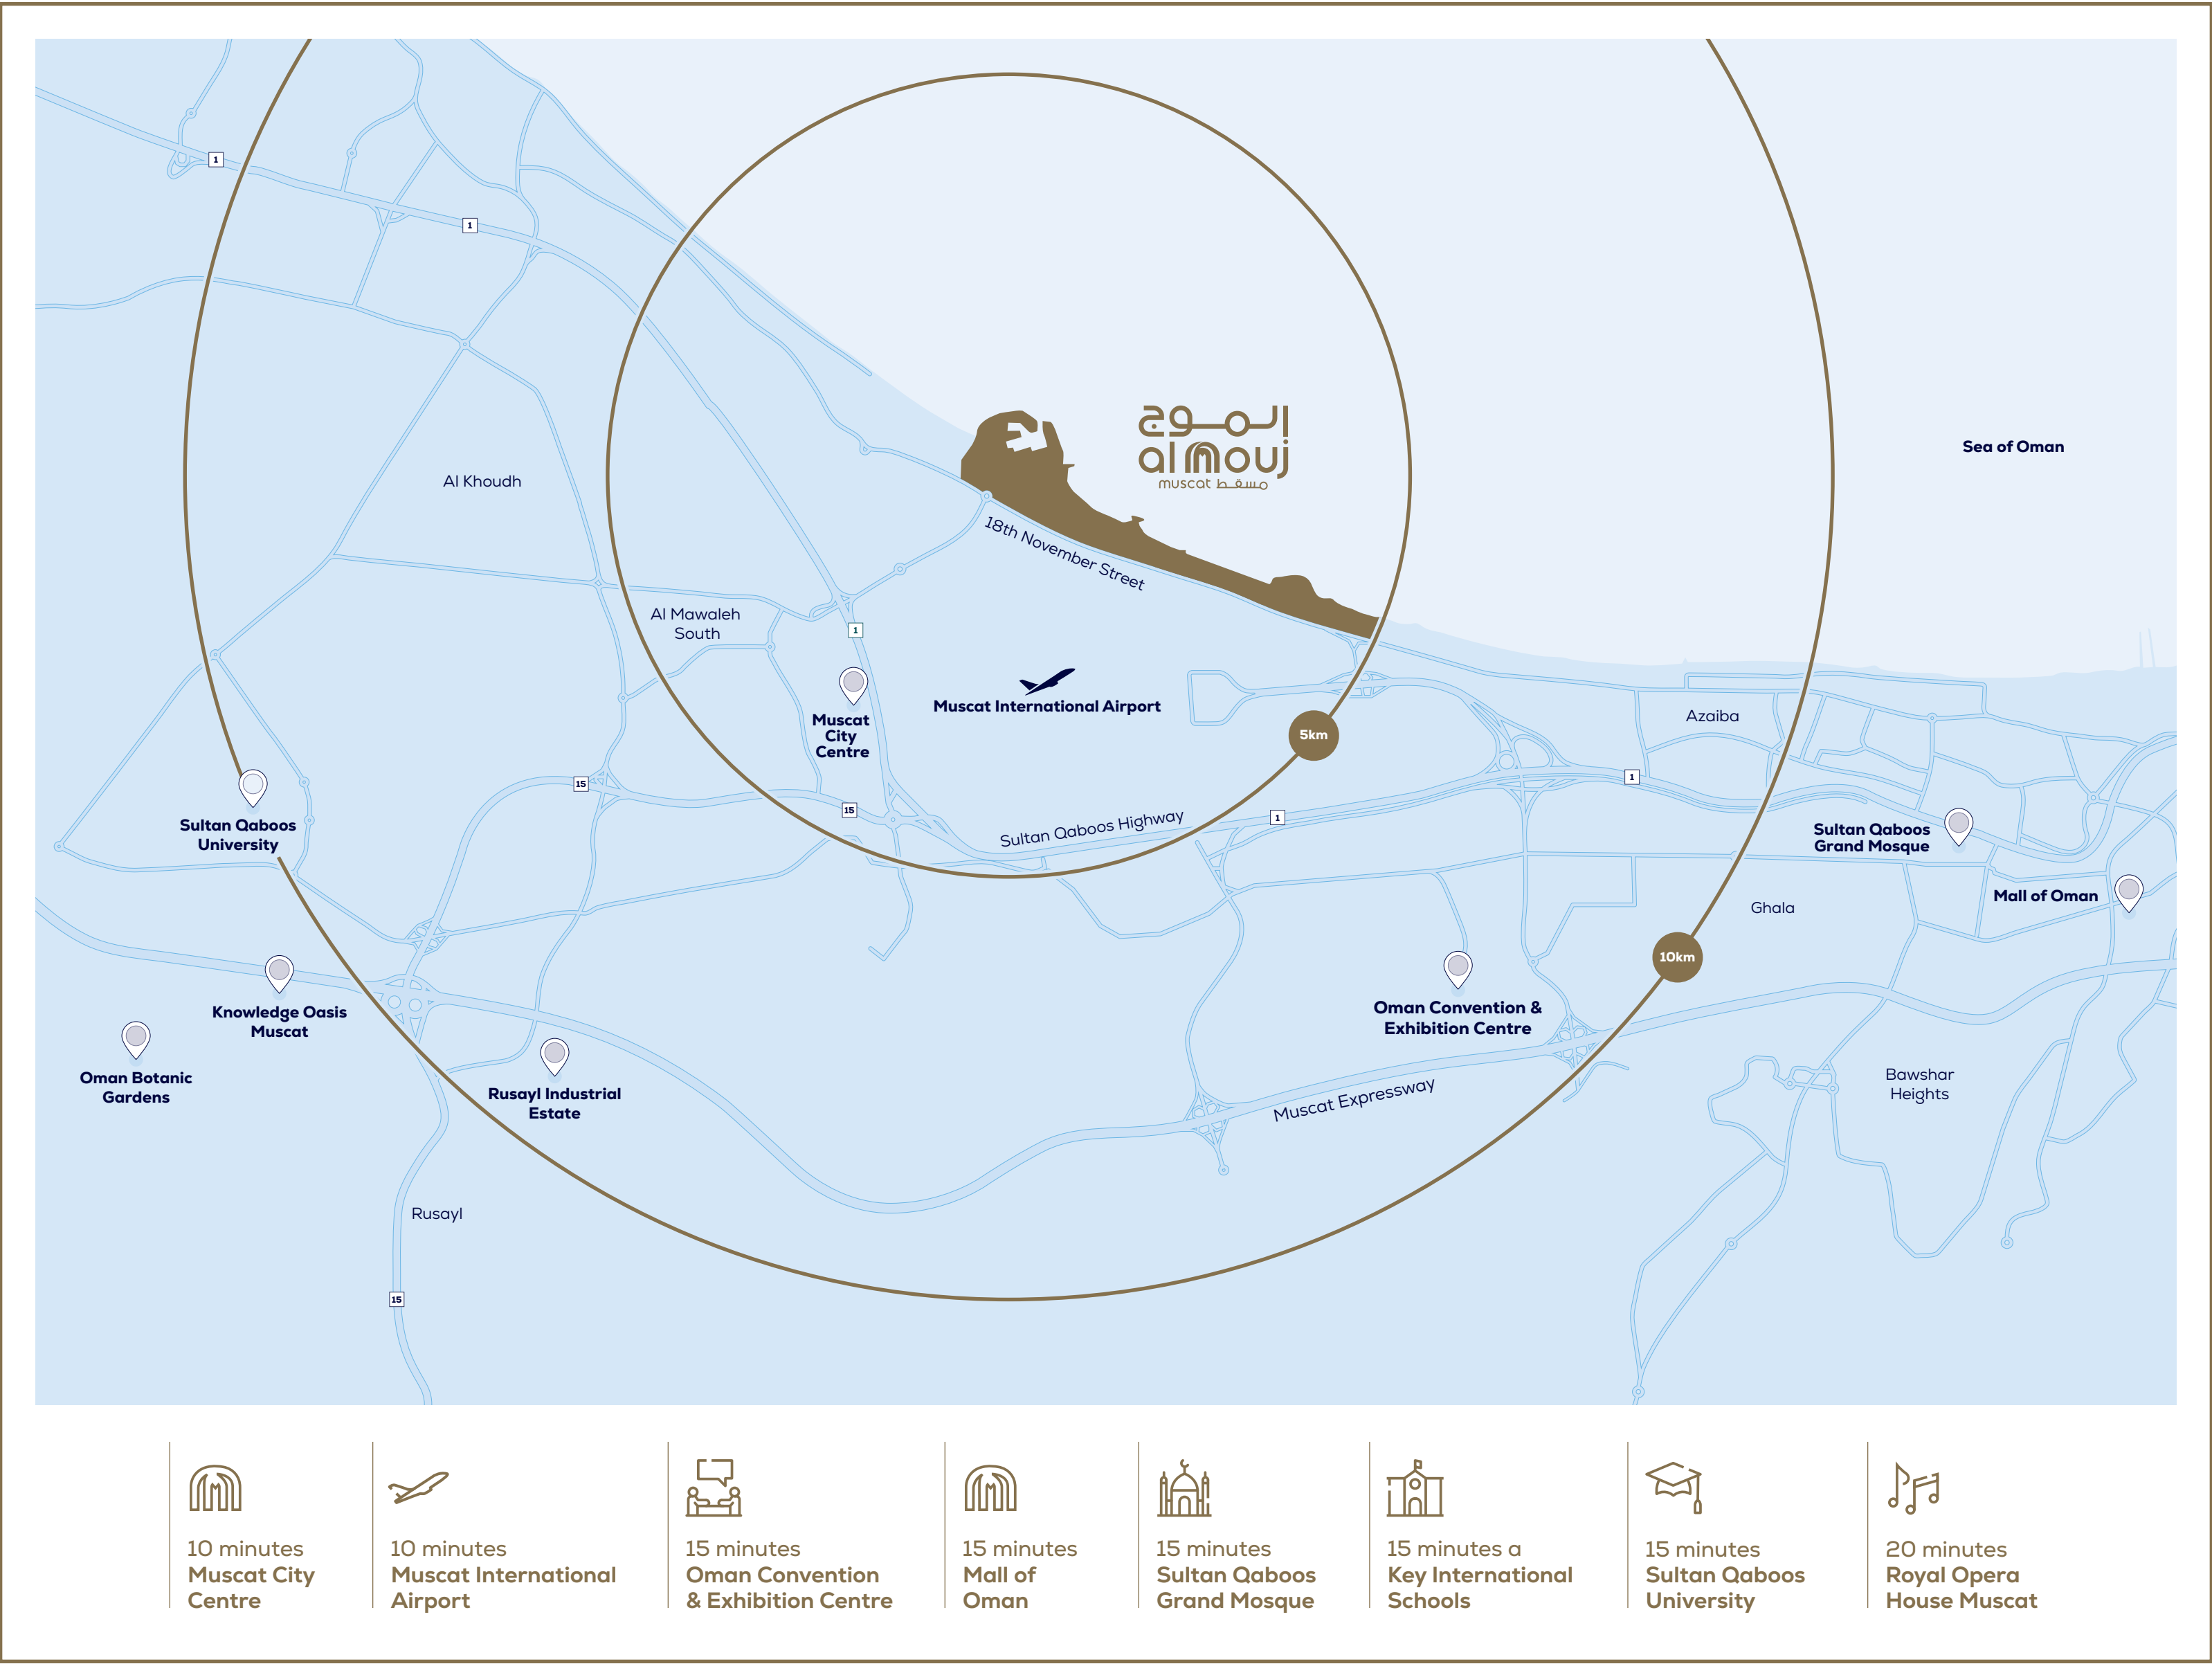 1
1
المـــوج
almouj
muscat مسقط
Sea of Oman
Al Khoudh
18th November Street
Al Mawaleh
South
1
Muscat International Airport
Muscat
City
Centre
Azaiba
5km
15
15
1
1
Sultan Qaboos Highway
Sultan Qaboos
University
Sultan Qaboos
Grand Mosque
Mall of Oman
Ghala
10km
Knowledge Oasis
Muscat
Oman Convention &
Exhibition Centre
Oman Botanic
Gardens
Rusayl Industrial
Estate
Muscat Expressway
Bawshar
Heights
Rusayl
15
10 minutes
Muscat City
Centre
10 minutes
Muscat International
Airport
15 minutes
Oman Convention
& Exhibition Centre
15 minutes
Mall of
Oman
15 minutes
Sultan Qaboos
Grand Mosque
15 minutes a
Key International
Schools
15 minutes
Sultan Qaboos
University
20 minutes
Royal Opera
House Muscat